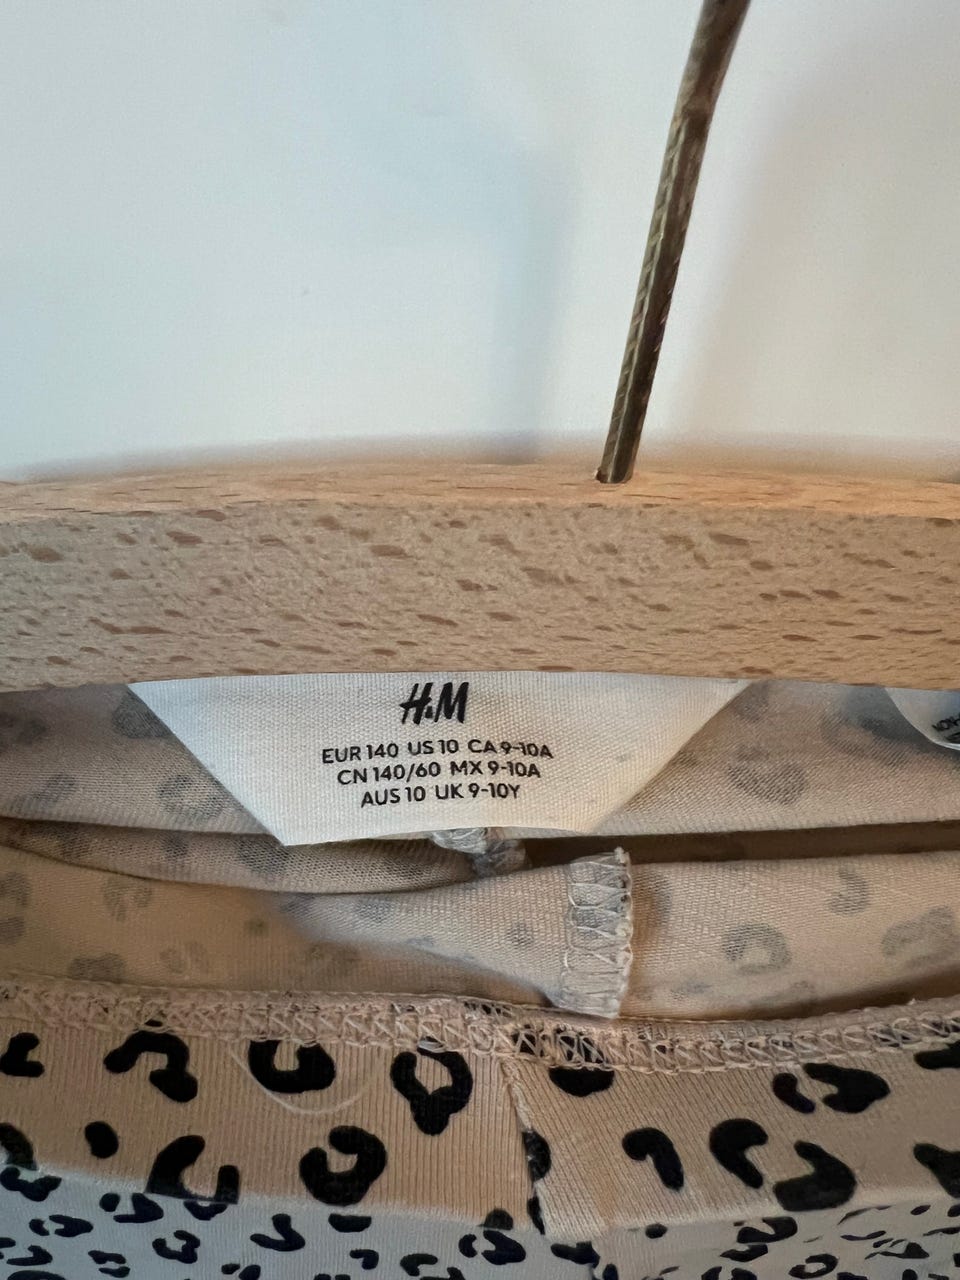 H&M
EUR 140 US 10 CA 9-10A
CN 140/60 MX 9-10A
AUS 10 UK 9-10Y